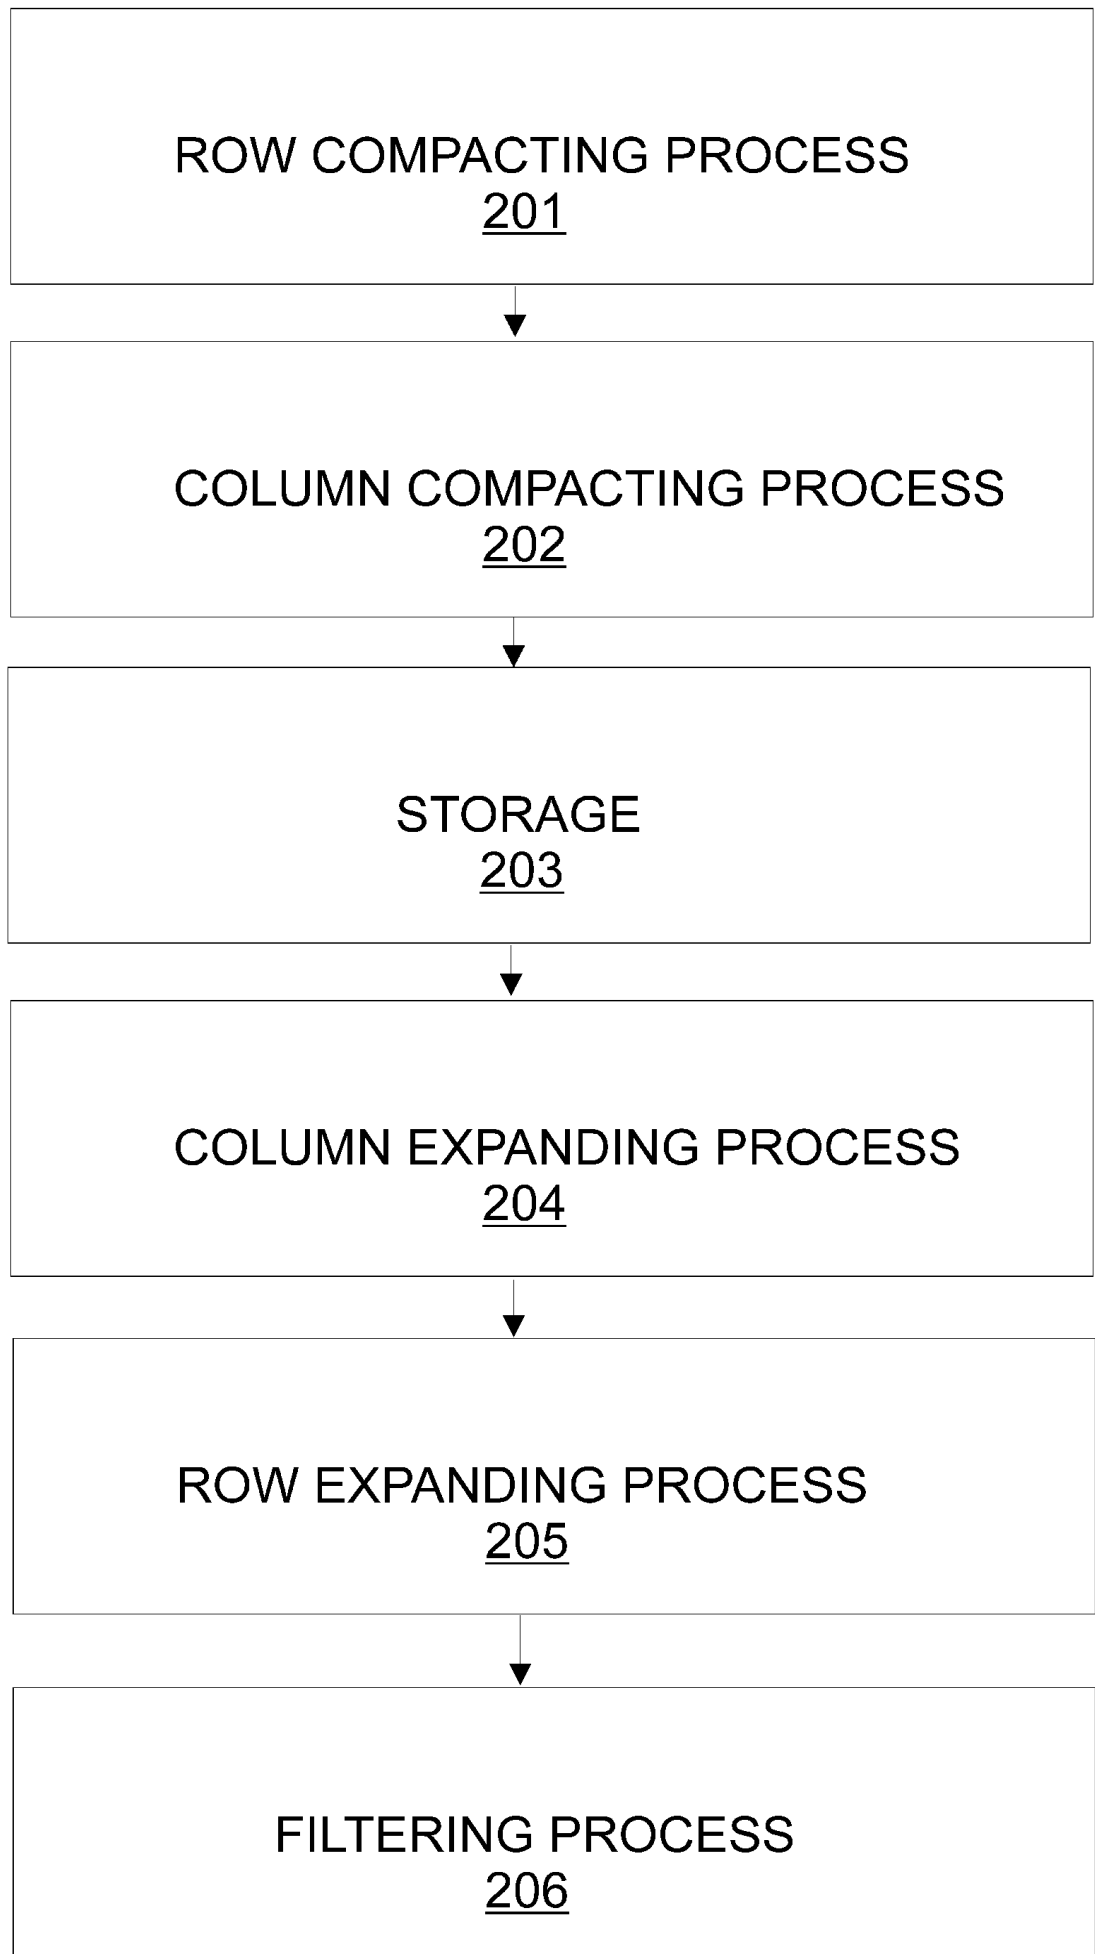 ROW COMPACTING PROCESS
201
COLUMN COMPACTING PROCESS
202
STORAGE
203
COLUMN EXPANDING PROCESS
204
ROW EXPANDING PROCESS
205
FILTERING PROCESS
206